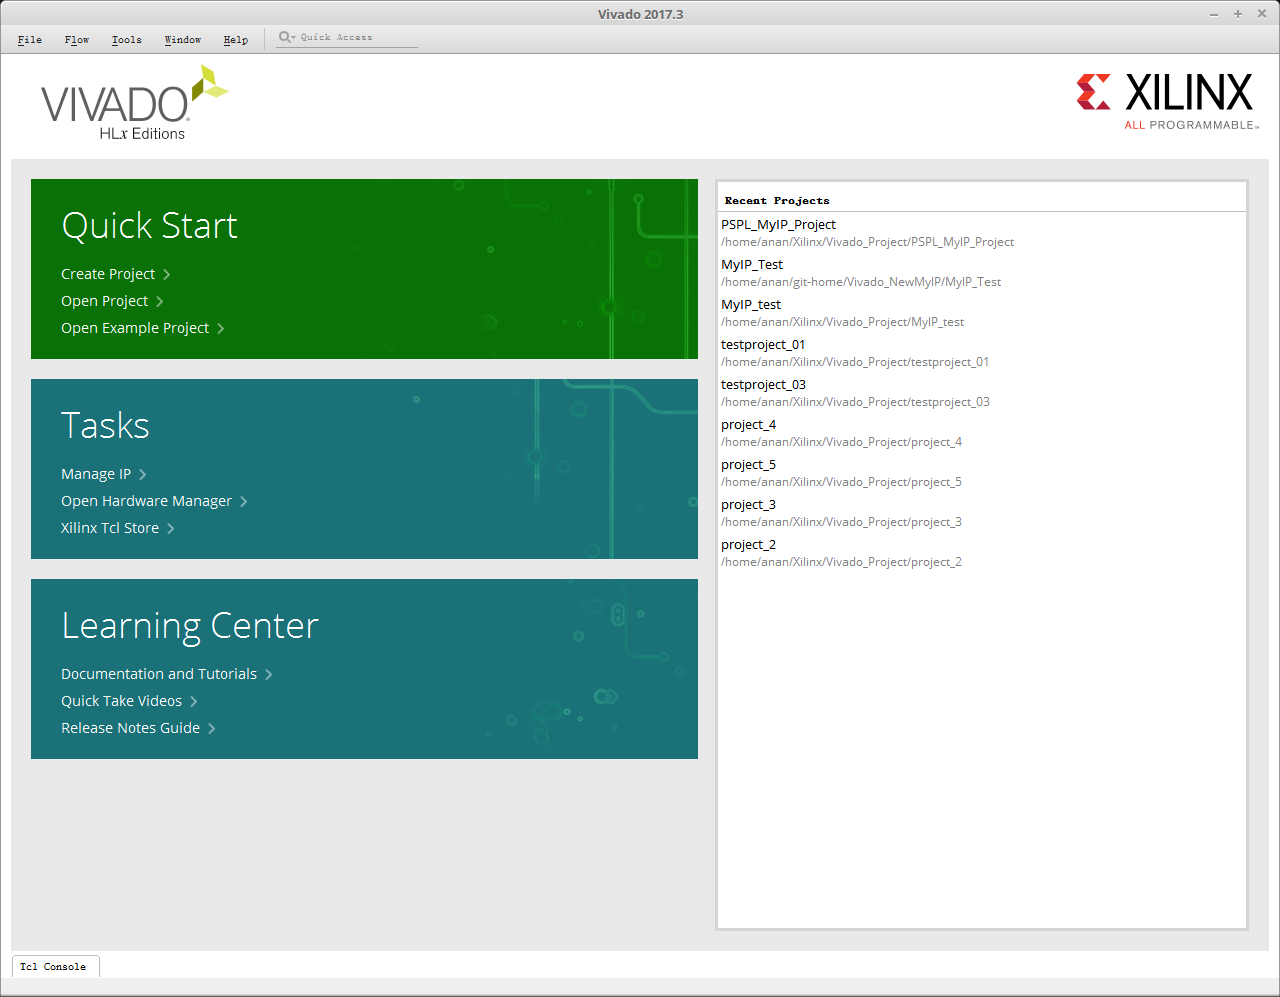 Vivado 2017.3
File Flow Tools Window Help Quick Access
VIVADO
HLx Editions
XILINX
ALL PROGRAMMABLE™
Quick Start
Create Project
Open Project
Open Example Project
Tasks
Manage IP
Open Hardware Manager
Xilinx Tcl Store
Learning Center
Documentation and Tutorials
Quick Take Videos
Release Notes Guide
Recent Projects
PSPL_MyIP_Project
/home/anan/Xilinx/Vivado_Project/PSPL_MyIP_Project
MyIP_Test
/home/anan/git-home/Vivado_NewMyIP/MyIP_Test
MyIP_test
/home/anan/Xilinx/Vivado_Project/MyIP_test
testproject_01
/home/anan/Xilinx/Vivado_Project/testproject_01
testproject_03
/home/anan/Xilinx/Vivado_Project/testproject_03
project_4
/home/anan/Xilinx/Vivado_Project/project_4
project_5
/home/anan/Xilinx/Vivado_Project/project_5
project_3
/home/anan/Xilinx/Vivado_Project/project_3
project_2
/home/anan/Xilinx/Vivado_Project/project_2
Tcl Console